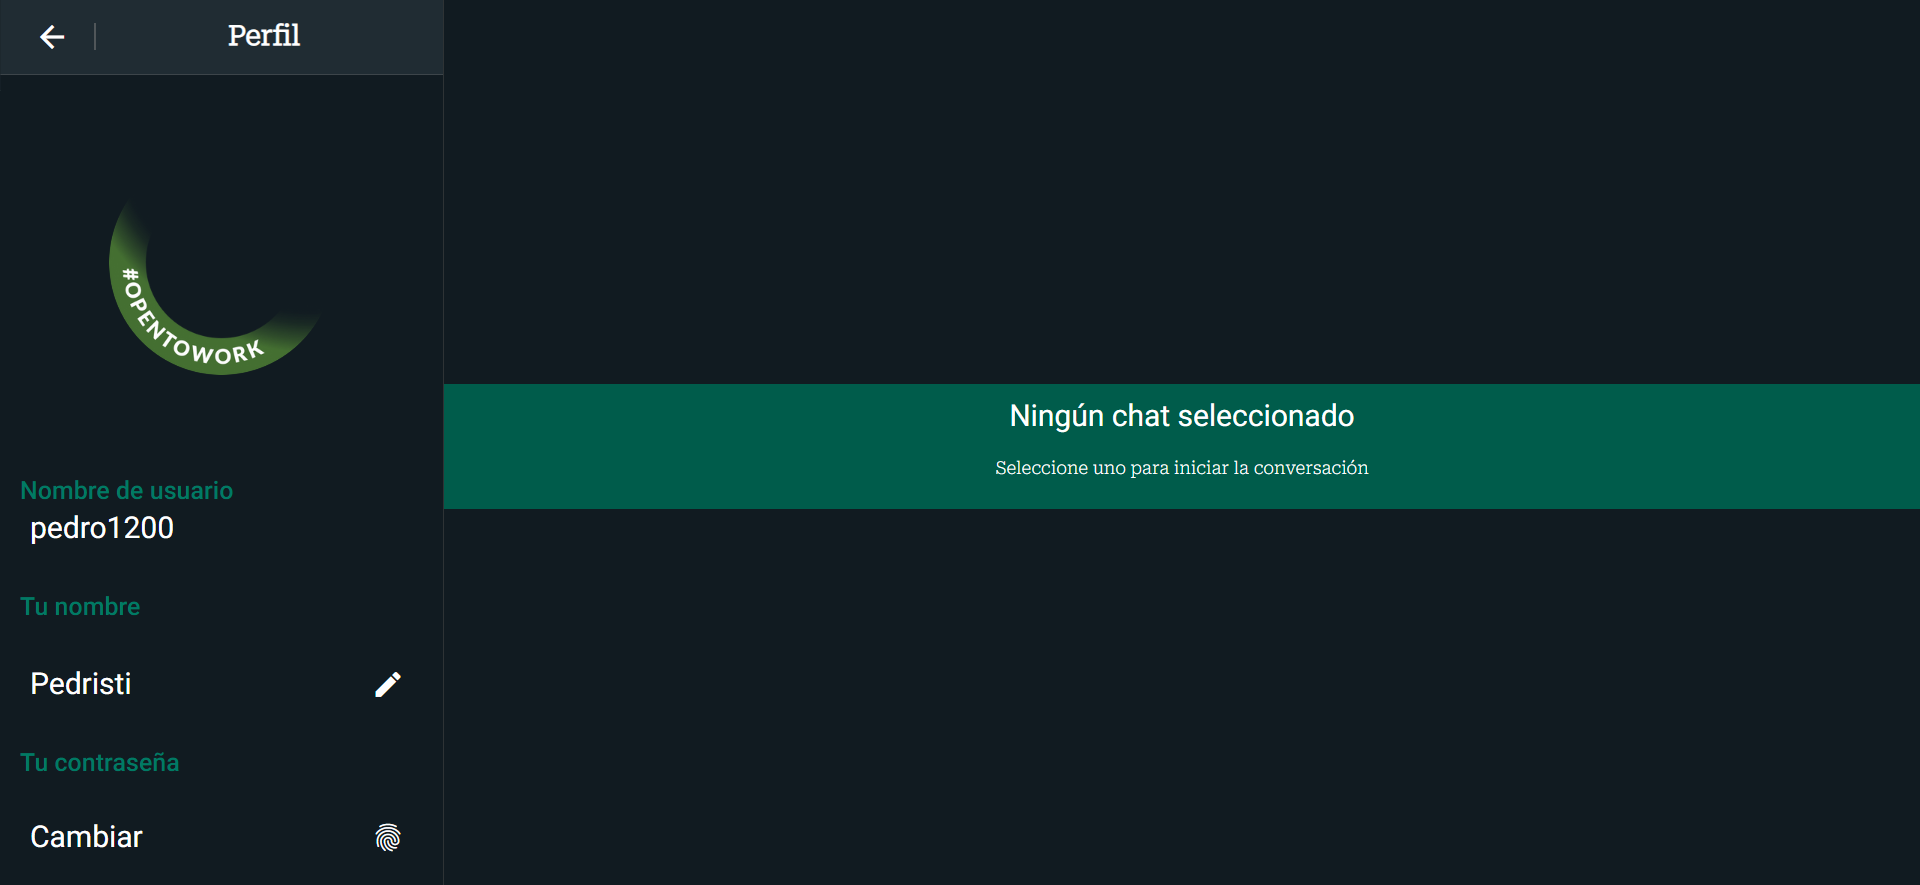 Perfil
#OPENTOWORK
Nombre de usuario
pedro1200
Tu nombre
Pedristi
Tu contraseña
Cambiar
Ningún chat seleccionado
Seleccione uno para iniciar la conversación